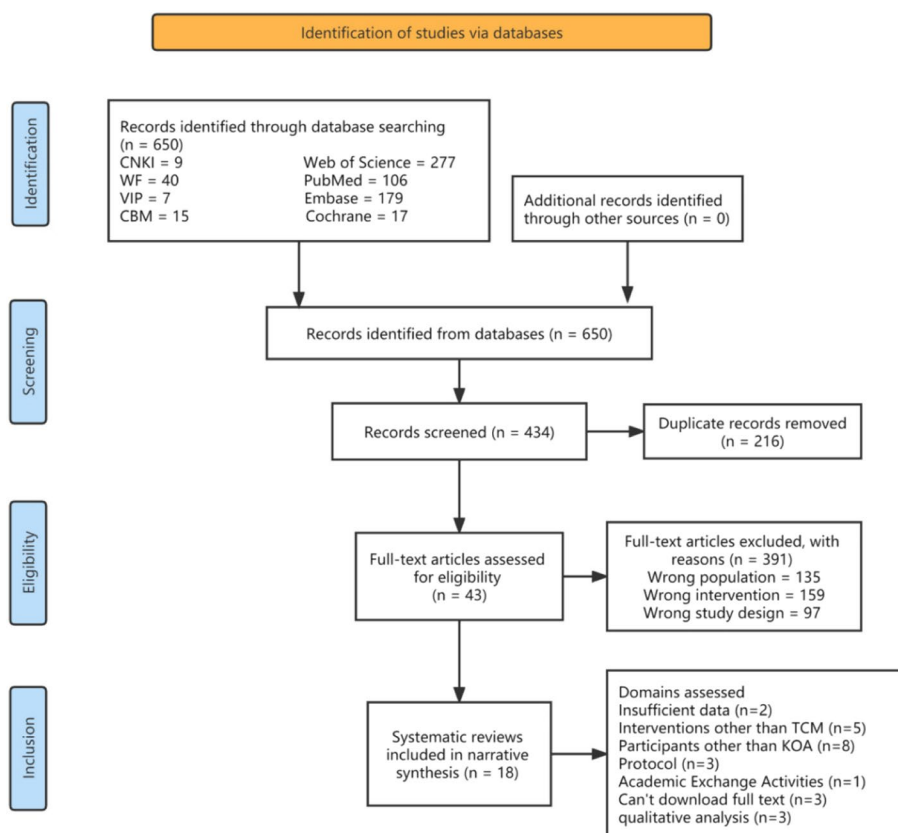 Identification of studies via databases
Identification
Records identified through database searching
(n = 650)
CNKI = 9
WF = 40
VIP = 7
CBM = 15
Web of Science = 277
PubMed = 106
Embase = 179
Cochrane = 17
Additional records identified
through other sources (n = 0)
Screening
Records identified from databases (n = 650)
Records screened (n = 434)
Duplicate records removed
(n = 216)
Eligibility
Full-text articles assessed
for eligibility
(n = 43)
Full-text articles excluded, with
reasons (n = 391)
Wrong population = 135
Wrong intervention = 159
Wrong study design = 97
Inclusion
Systematic reviews
included in narrative
synthesis (n = 18)
Domains assessed
Insufficient data (n=2)
Interventions other than TCM (n=5)
Participants other than KOA (n=8)
Protocol (n=3)
Academic Exchange Activities (n=1)
Can't download full text (n=3)
qualitative analysis (n=3)